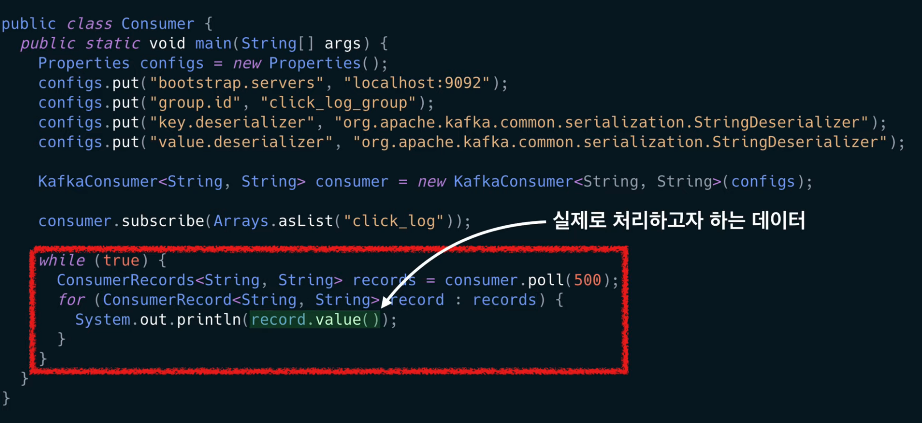 public class Consumer {
public static void main(String[] args) {
Properties configs = new Properties();
configs.put("bootstrap.servers", "localhost:9092");
configs.put("group.id", "click_log_group");
configs.put("key.deserializer", "org.apache.kafka.common.serialization.StringDeserializer");
configs.put("value.deserializer", "org.apache.kafka.common.serialization.StringDeserializer");
KafkaConsumer<String, String> consumer = new KafkaConsumer<String, String>(configs);
consumer.subscribe(Arrays.asList("click_log"));
실제로 처리하고자 하는 데이터
while (true) {
ConsumerRecords<String, String> records = consumer.poll(500);
for (ConsumerRecord<String, String> record : records) {
System.out.println(record.value());
}
}
}
}